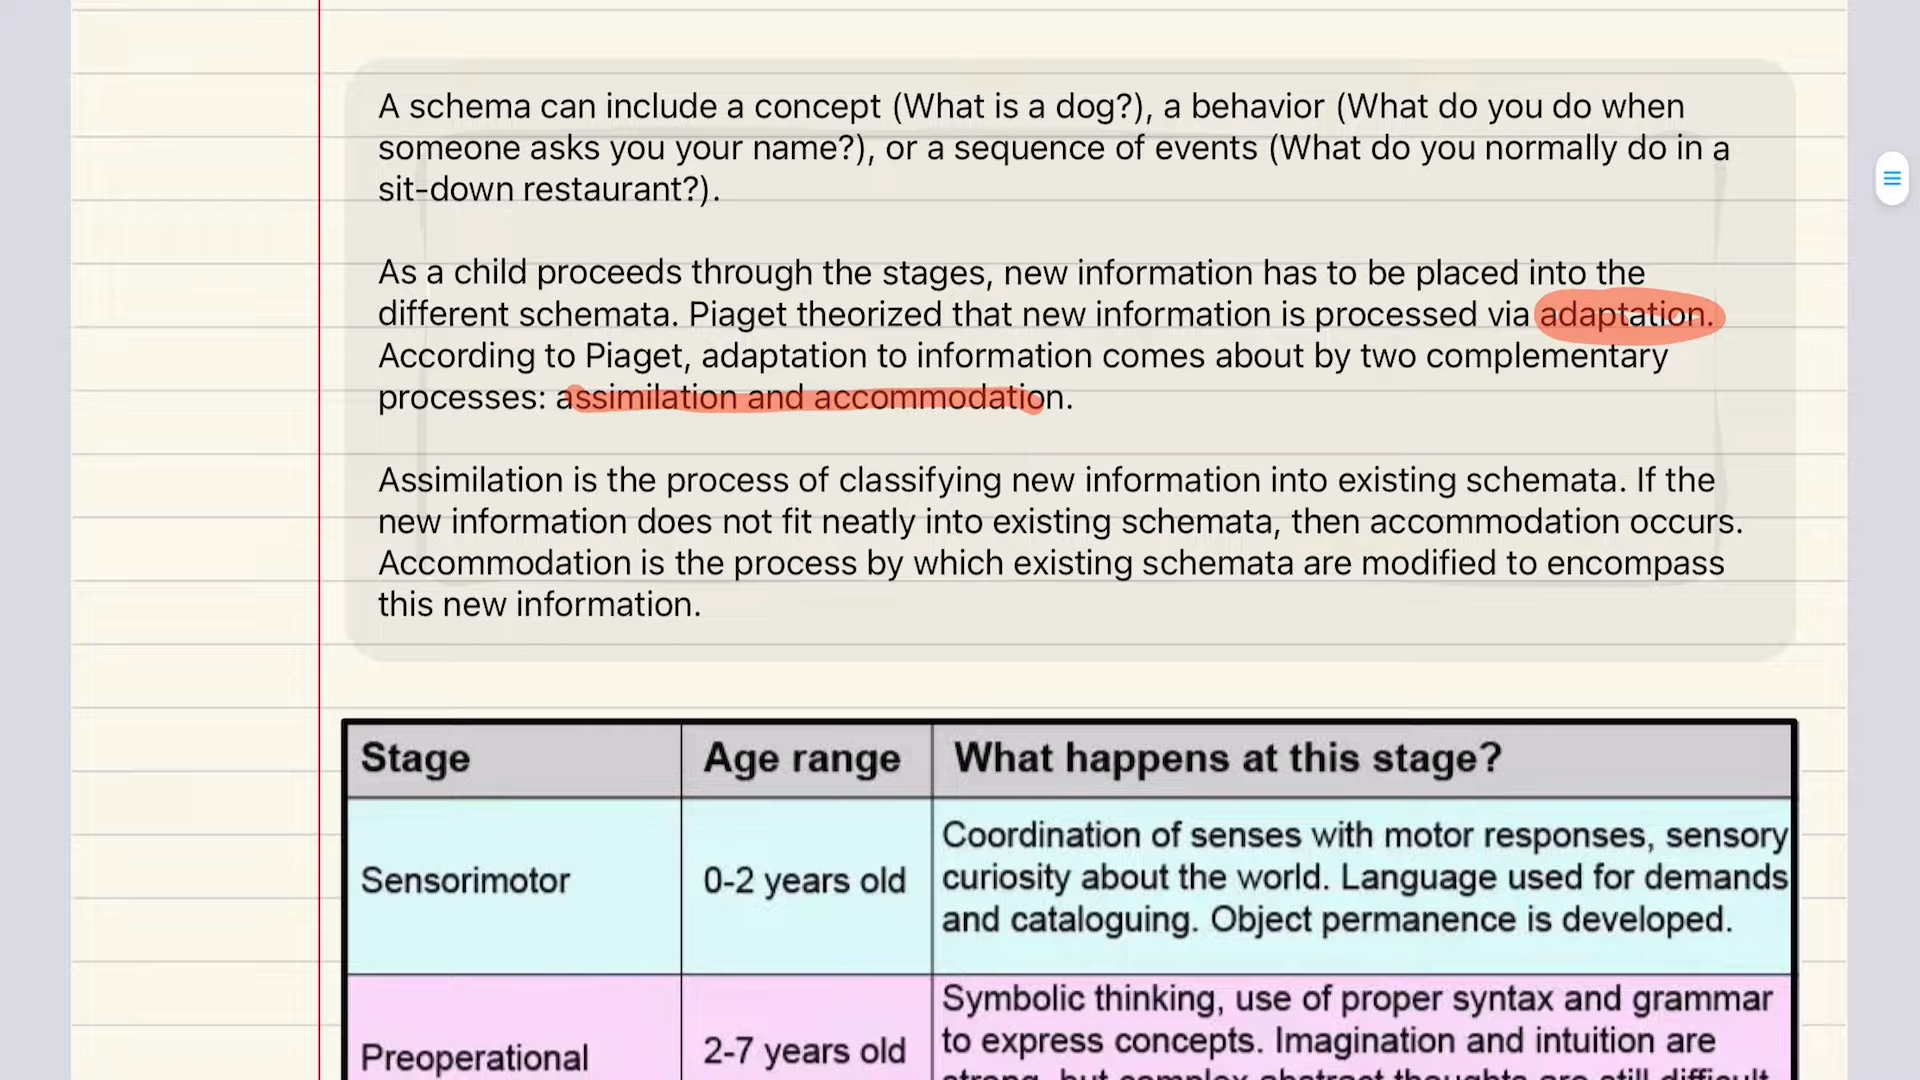 A schema can include a concept (What is a dog?), a behavior (What do you do when
someone asks you your name?), or a sequence of events (What do you normally do in a
sit-down restaurant?).
As a child proceeds through the stages, new information has to be placed into the
different schemata. Piaget theorized that new information is processed via adaptation.
According to Piaget, adaptation to information comes about by two complementary
processes: assimilation and accommodation.
Assimilation is the process of classifying new information into existing schemata. If the
new information does not fit neatly into existing schemata, then accommodation occurs.
Accommodation is the process by which existing schemata are modified to encompass
this new information.
Stage Age range What happens at this stage?
Coordination of senses with motor responses, sensory
Sensorimotor 0-2 years old curiosity about the world. Language used for demands
and cataloguing. Object permanence is developed.
Symbolic thinking, use of proper syntax and grammar
Preoperational 2-7 years old to express concepts. Imagination and intuition are
strong, but complex abstract thoughts are still difficult